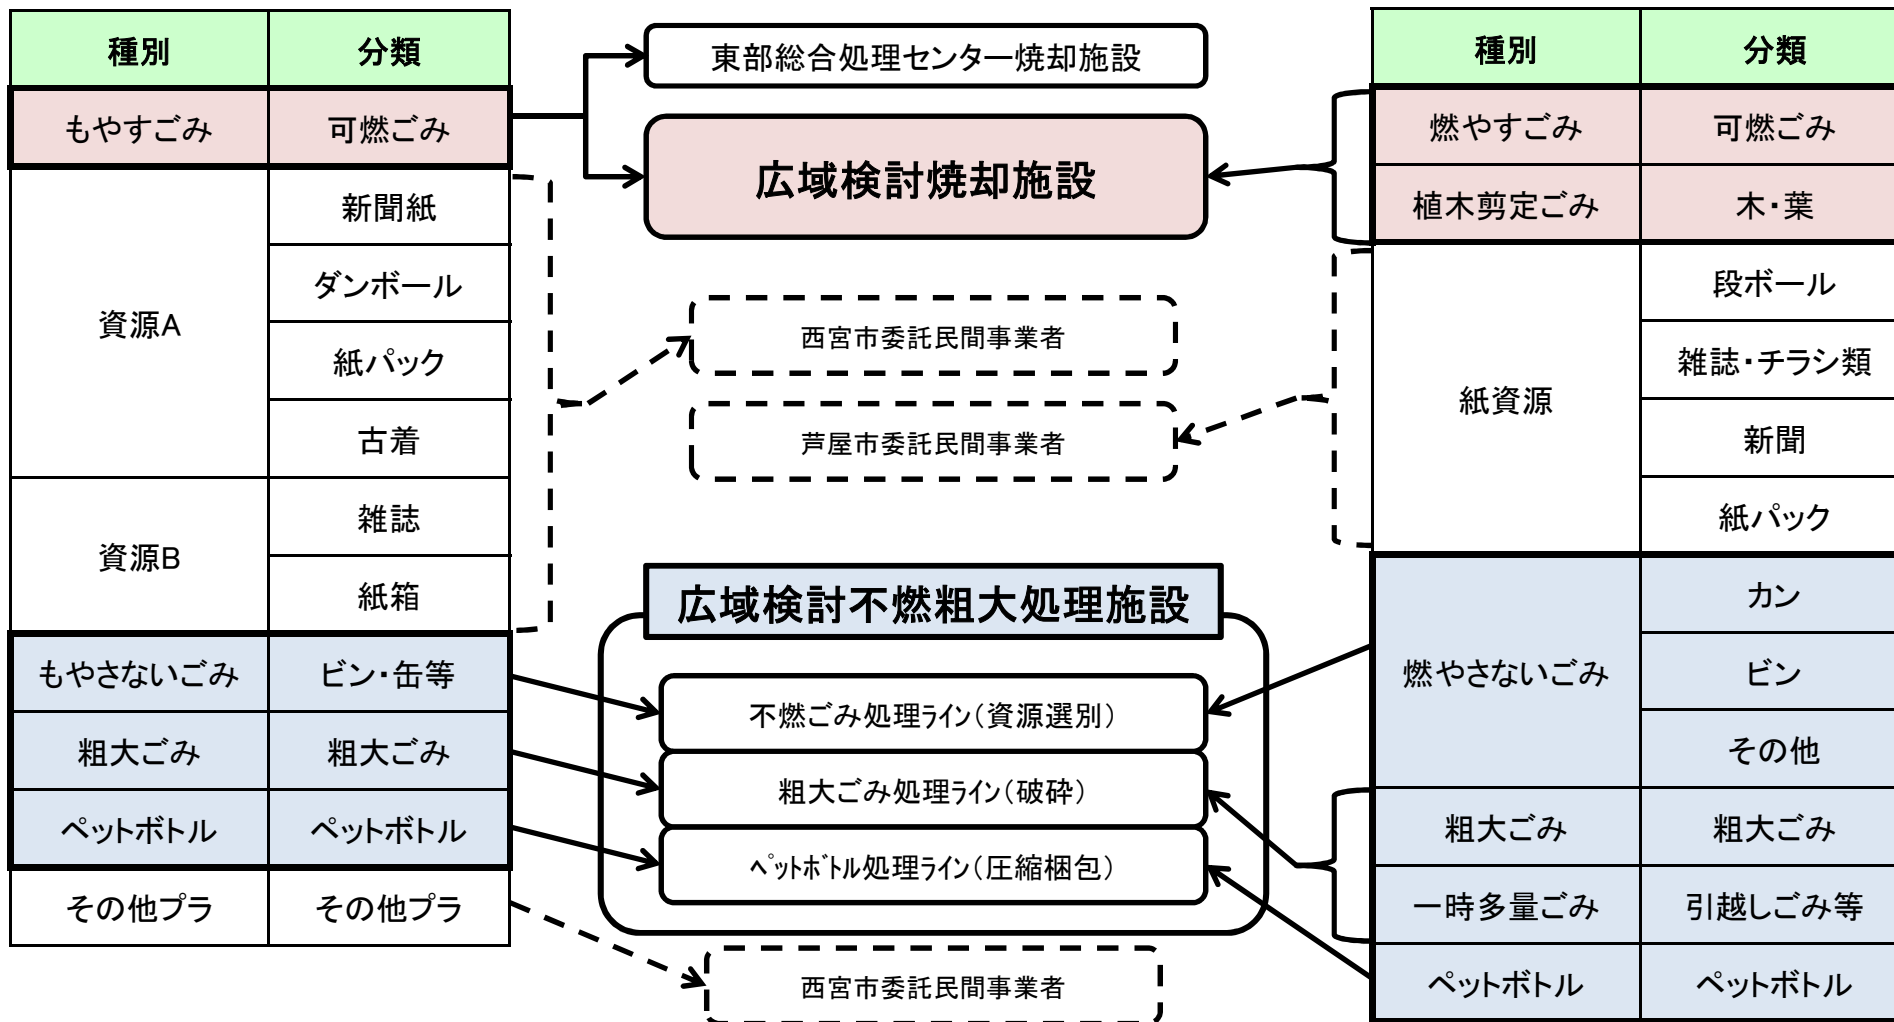 種別 分類
もやすごみ 可燃ごみ
資源A 新聞紙
ダンボール
紙パック
古着
資源B 雑誌
紙箱
もやさないごみ ビン・缶等
粗大ごみ 粗大ごみ
ペットボトル ペットボトル
その他プラ その他プラ
東部総合処理センター焼却施設
広域検討焼却施設
西宮市委託民間事業者
芦屋市委託民間事業者
広域検討不燃粗大処理施設
不燃ごみ処理ﾗｲﾝ(資源選別)
粗大ごみ処理ﾗｲﾝ(破砕)
ﾍﾟｯﾄﾎﾞﾄﾙ処理ﾗｲﾝ(圧縮梱包)
西宮市委託民間事業者
種別 分類
燃やすごみ 可燃ごみ
植木剪定ごみ 木・葉
紙資源 段ボール
雑誌・チラシ類
新聞
紙パック
燃やさないごみ カン
ビン
その他
粗大ごみ 粗大ごみ
一時多量ごみ 引越しごみ等
ペットボトル ペットボトル